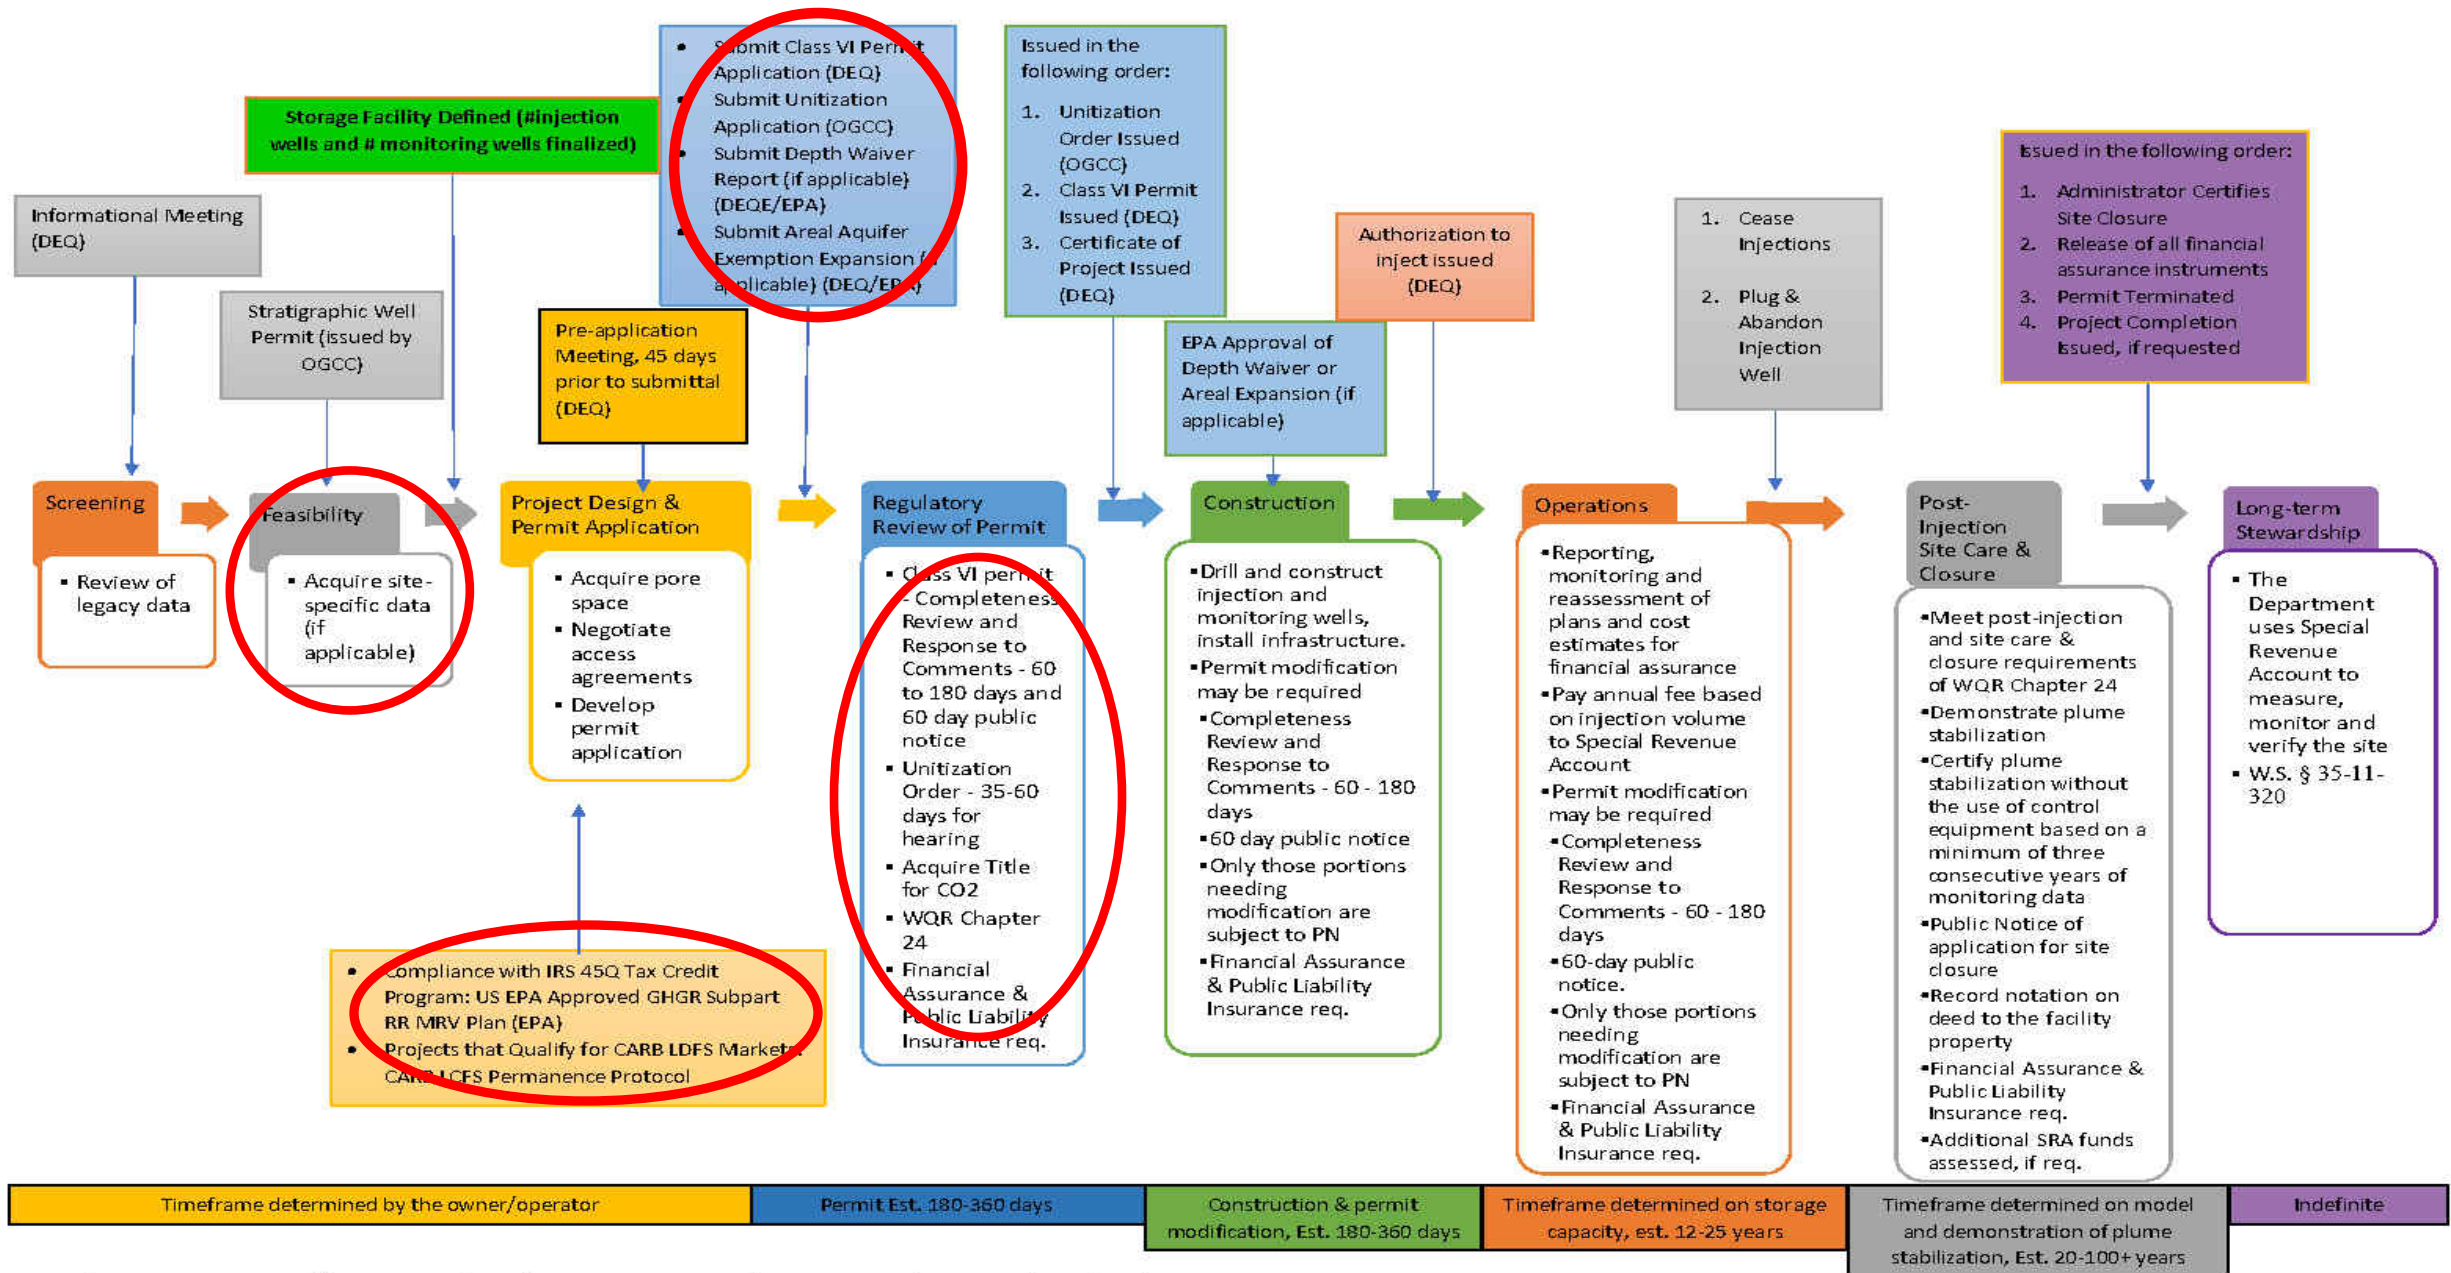 Submit Class VI Permit
Application (DEQ)
Submit Unitization
Application (OGCC)
Submit Depth Waiver
Report (if applicable)
(DEQE/EPA)
Submit Areal Aquifer
Exemption Expansion (if
applicable) (DEQ/EPA)
Issued in the
following order:
1. Unitization
Order Issued
(OGCC)
2. Class VI Permit
Issued (DEQ)
3. Certificate of
Project Issued
(DEQ)
Storage Facility Defined (#injection
wells and # monitoring wells finalized)
Issued in the following order:
1. Administrator Certifies
Site Closure
2. Release of all financial
assurance instruments
3. Permit Terminated
4. Project Completion
Issued, if requested
Informational Meeting
(DEQ)
Authorization to
inject issued
(DEQ)
1. Cease
Injections
2. Plug &
Abandon
Injection
Well
Stratigraphic Well
Permit (issued by
OGCC)
Pre-application
Meeting, 45 days
prior to submittal
(DEQ)
EPA Approval of
Depth Waiver or
Areal Expansion (if
applicable)
Screening
▪ Review of
legacy data
Feasibility
▪ Acquire site-
specific data
(if
applicable)
Project Design &
Permit Application
▪ Acquire pore
space
▪ Negotiate
access
agreements
▪ Develop
permit
application
Regulatory
Review of Permit
▪ Class VI permit
- Completeness
Review and
Response to
Comments - 60
to 180 days and
60 day public
notice
▪ Unitization
Order - 35-60
days for
hearing
▪ Acquire Title
for CO2
▪ WQR Chapter
24
▪ Financial
Assurance &
Public Liability
Insurance req.
Construction
▪Drill and construct
injection and
monitoring wells,
install infrastructure.
▪Permit modification
may be required
▪Completeness
Review and
Response to
Comments - 60 - 180
days
▪60 day public notice
▪Only those portions
needing
modification are
subject to PN
▪Financial Assurance
& Public Liability
Insurance req.
Operations
▪Reporting,
monitoring and
reassessment of
plans and cost
estimates for
financial assurance
▪Pay annual fee based
on injection volume
to Special Revenue
Account
▪Permit modification
may be required
▪Completeness
Review and
Response to
Comments - 60 - 180
days
▪60-day public
notice.
▪Only those portions
needing
modification are
subject to PN
▪Financial Assurance
& Public Liability
Insurance req.
Post-
Injection
Site Care &
Closure
▪Meet post-injection
and site care &
closure requirements
of WQR Chapter 24
▪Demonstrate plume
stabilization
▪Certify plume
stabilization without
the use of control
equipment based on a
minimum of three
consecutive years of
monitoring data
▪Public Notice of
application for site
closure
▪Record notation on
deed to the facility
property
▪Financial Assurance &
Public Liability
Insurance req.
▪Additional SRA funds
assessed, if req.
Long-term
Stewardship
▪ The
Department
uses Special
Revenue
Account to
measure,
monitor and
verify the site
▪ W.S. § 35-11-
320
Compliance with IRS 45Q Tax Credit
Program: US EPA Approved GHGR Subpart
RR MRV Plan (EPA)
Projects that Qualify for CARB LDFS Markets:
CARB LCFS Permanence Protocol
Timeframe determined by the owner/operator
Permit Est. 180-360 days
Construction & permit
modification, Est. 180-360 days
Timeframe determined on storage
capacity, est. 12-25 years
Timeframe determined on model
and demonstration of plume
stabilization, Est. 20-100+ years
Indefinite